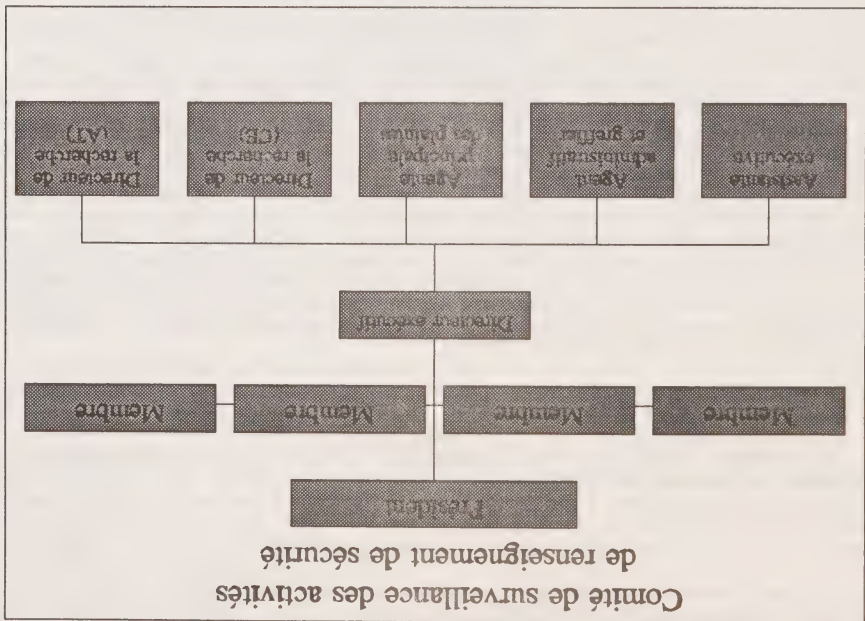 Comité de surveillance des activités
de renseignement de sécurité
Président
Membre
Membre
Membre
Membre
Directeur exécutif
Assistante
exécutive
Agent
administratif
et greffier
Agente
principale
des plaintes
Directeur de
la recherche
(CE)
Directeur de
la recherche
(AT)